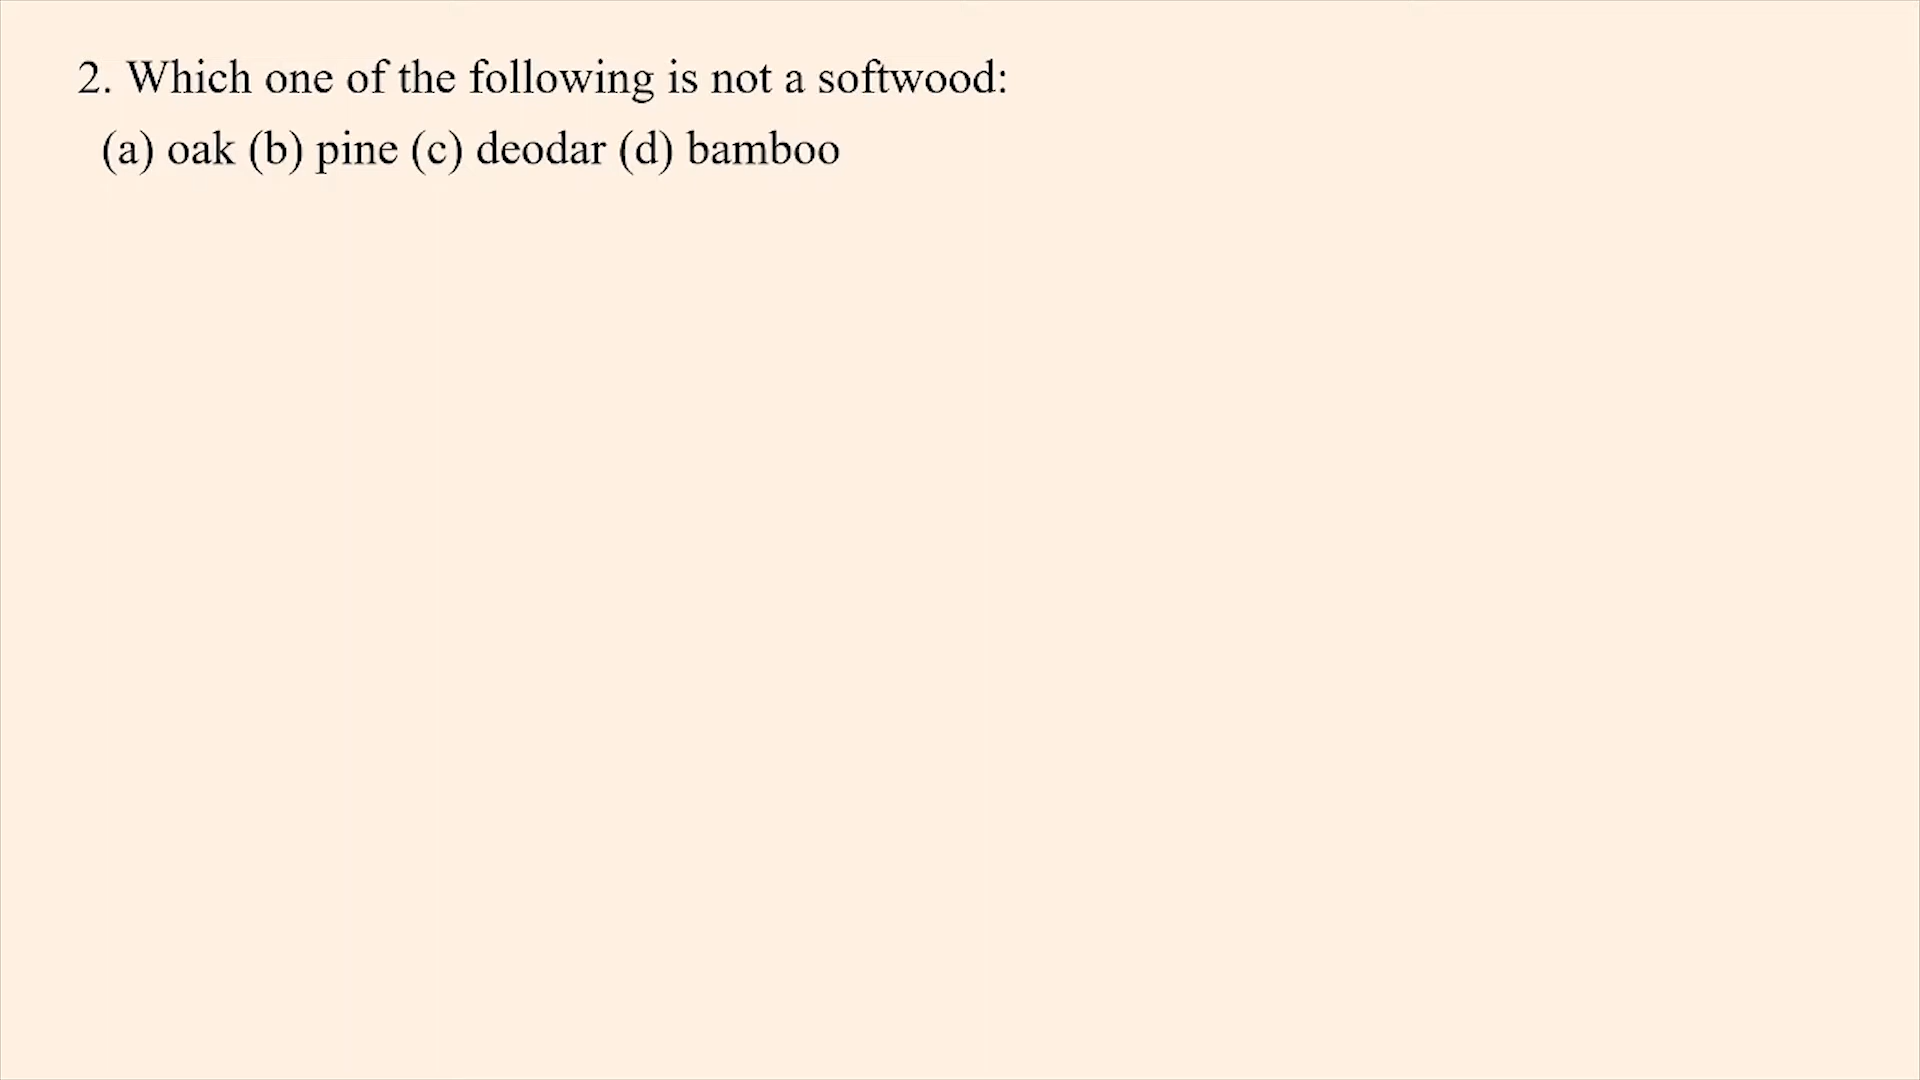 2. Which one of the following is not a softwood:
(a) oak (b) pine (c) deodar (d) bamboo